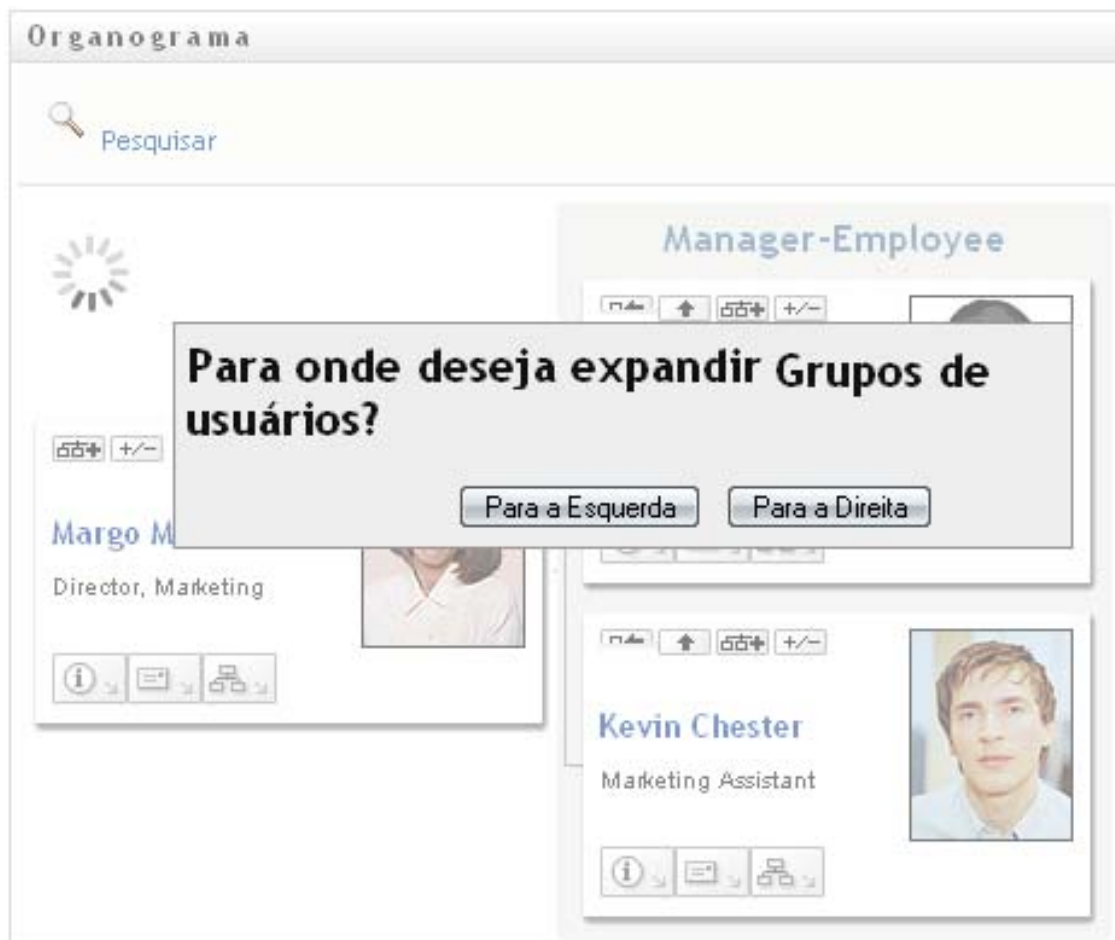 Organograma
Pesquisar
Manager-Employee
+/-
Para onde deseja expandir Grupos de
usuários?
Para a Esquerda Para a Direita
+/-
Margo M
Director, Marketing
+/-
Kevin Chester
Marketing Assistant